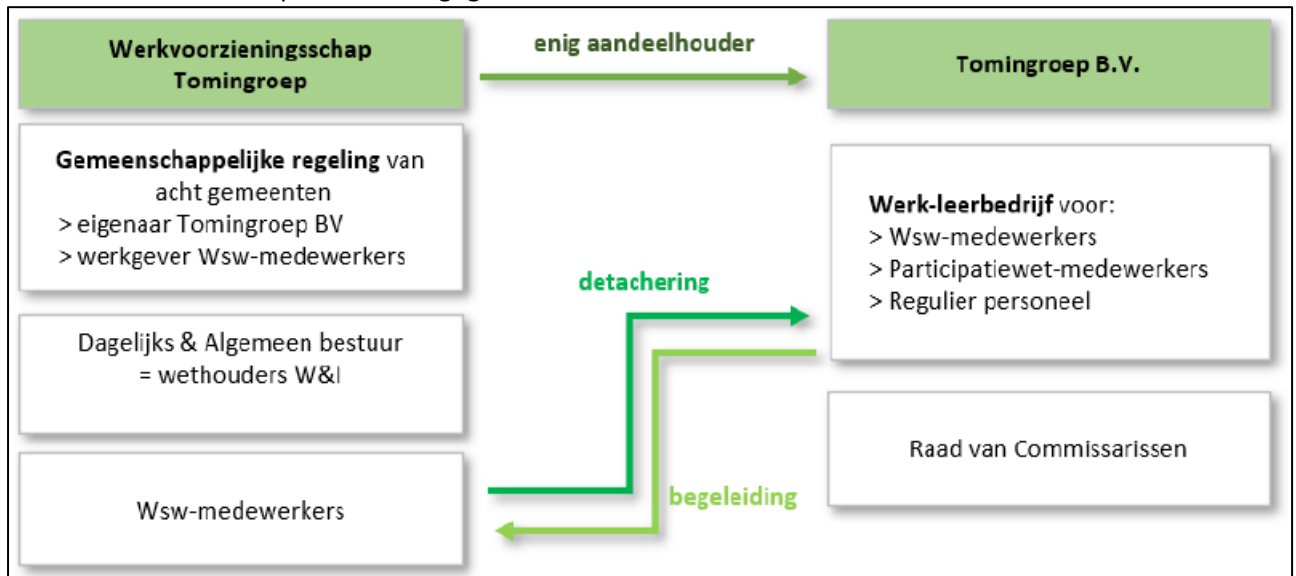 Werkvoorzieningsschap
Tomingroep
enig aandeelhouder
Tomingroep B.V.
Gemeenschappelijke regeling van
acht gemeenten
> eigenaar Tomingroep BV
> werkgever Wsw-medewerkers
Werk-leerbedrijf voor:
> Wsw-medewerkers
> Participatiewet-medewerkers
> Regulier personeel
detachering
Dagelijks & Algemeen bestuur
= wethouders W&I
Raad van Commissarissen
begeleiding
Wsw-medewerkers